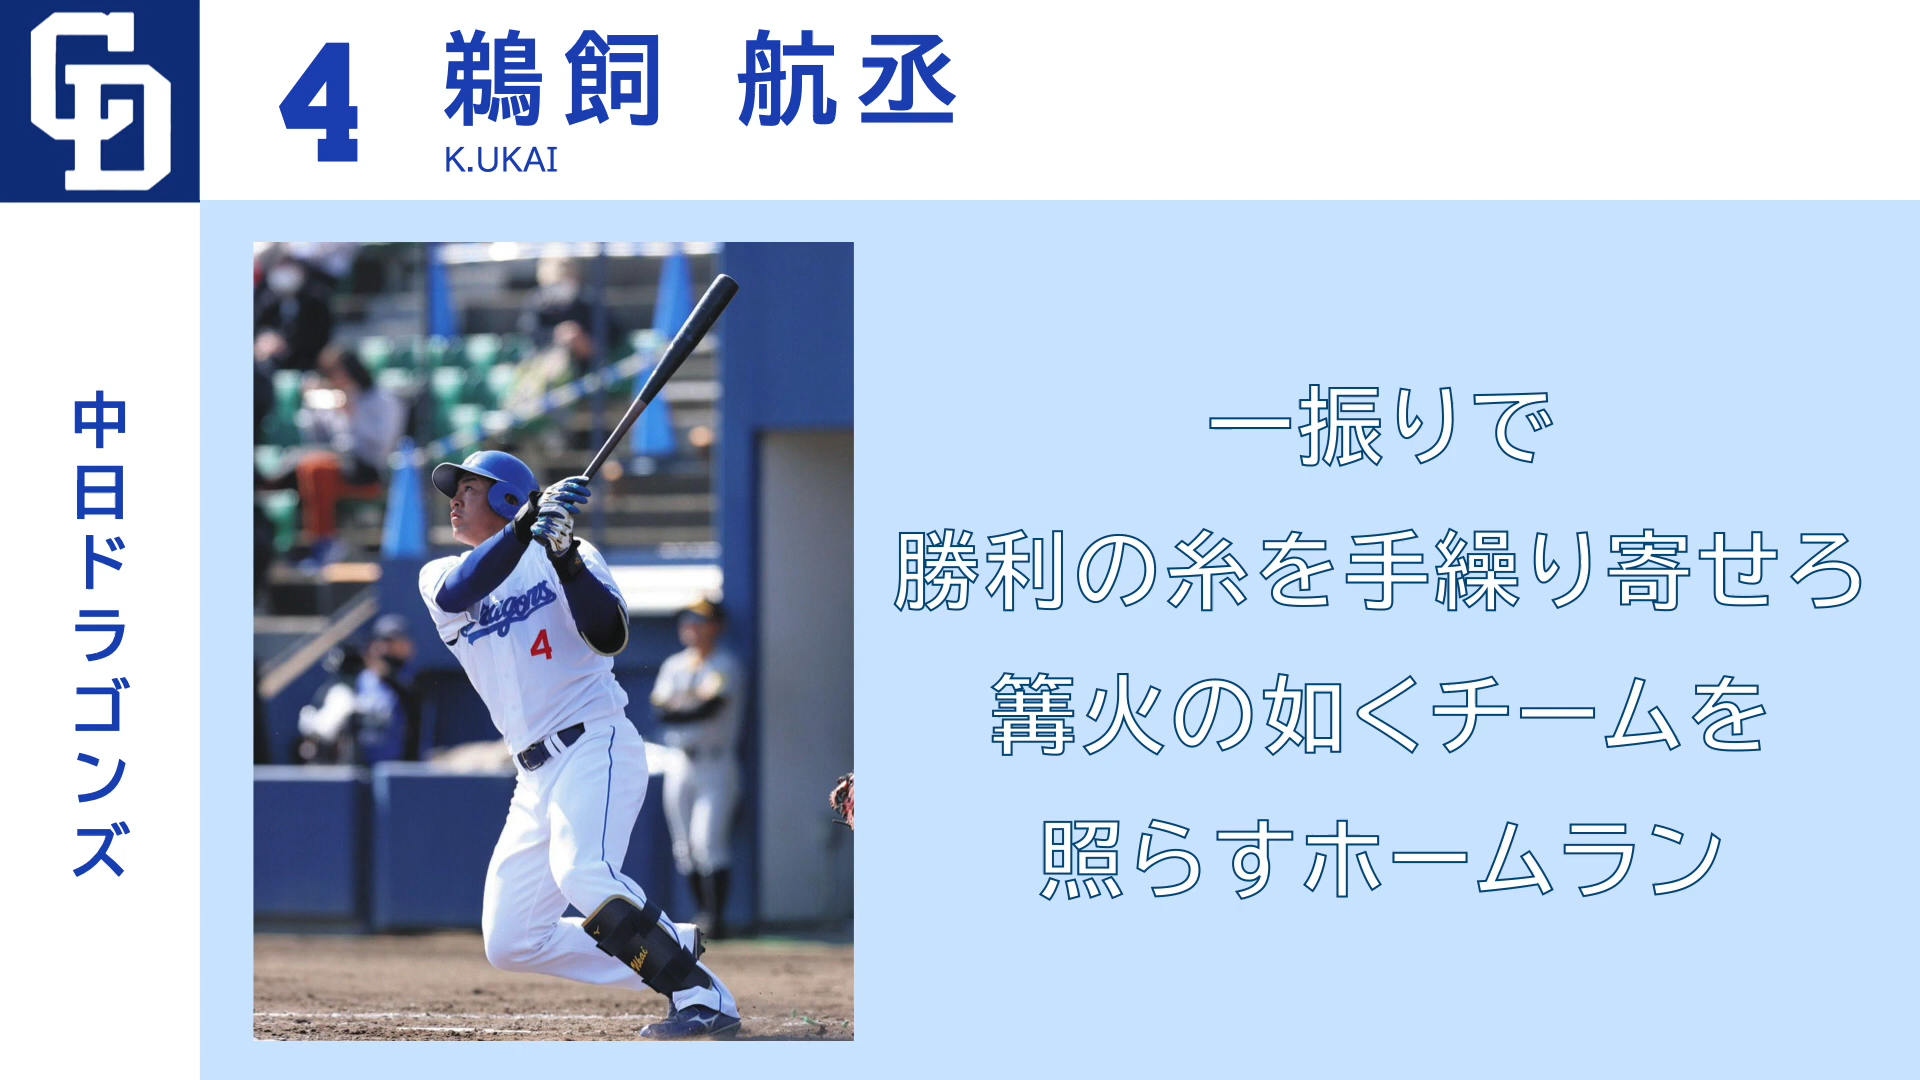 CD
4
鵜飼 航丞
K.UKAI
中日ドラゴンズ
Dragons
4
Ukai
一振りで
勝利の糸を手繰り寄せろ
篝火の如くチームを
照らすホームラン